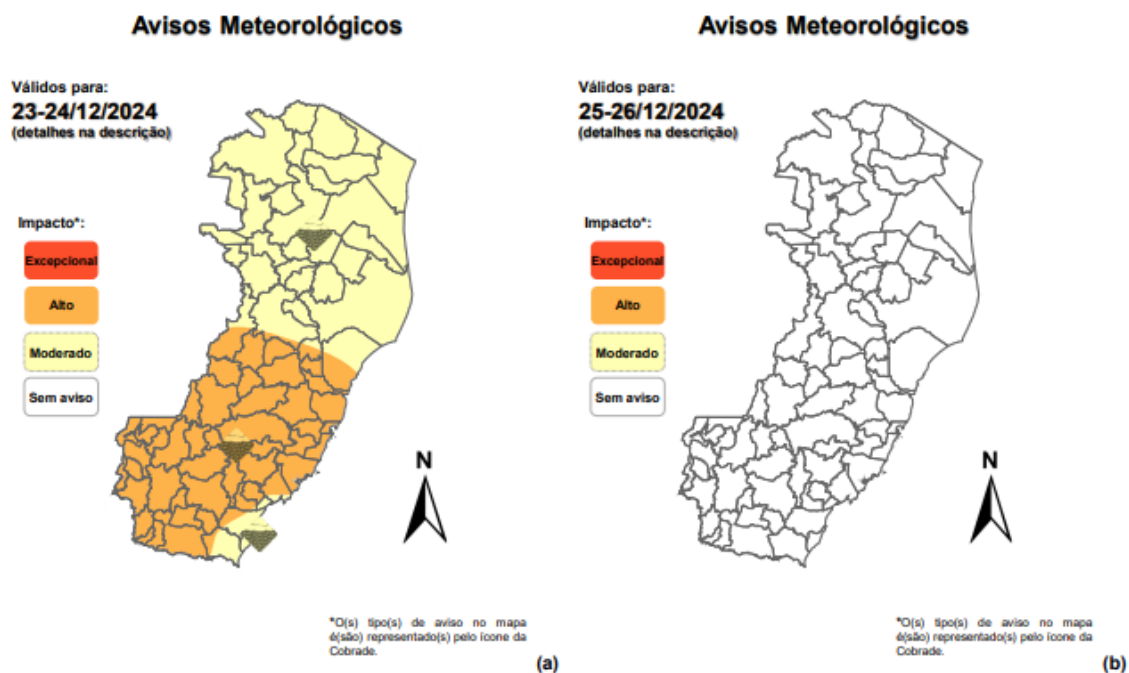 Avisos Meteorológicos
Válidos para:
23-24/12/2024
(detalhes na descrição)
Impacto*:
Excepcional
Alto
Moderado
Sem aviso
N
*O(s) tipo(s) de aviso no mapa
é(são) representado(s) pelo ícone da
Cobrade.
(a)
Avisos Meteorológicos
Válidos para:
25-26/12/2024
(detalhes na descrição)
Impacto*:
Excepcional
Alto
Moderado
Sem aviso
N
*O(s) tipo(s) de aviso no mapa
é(são) representado(s) pelo ícone da
Cobrade.
(b)